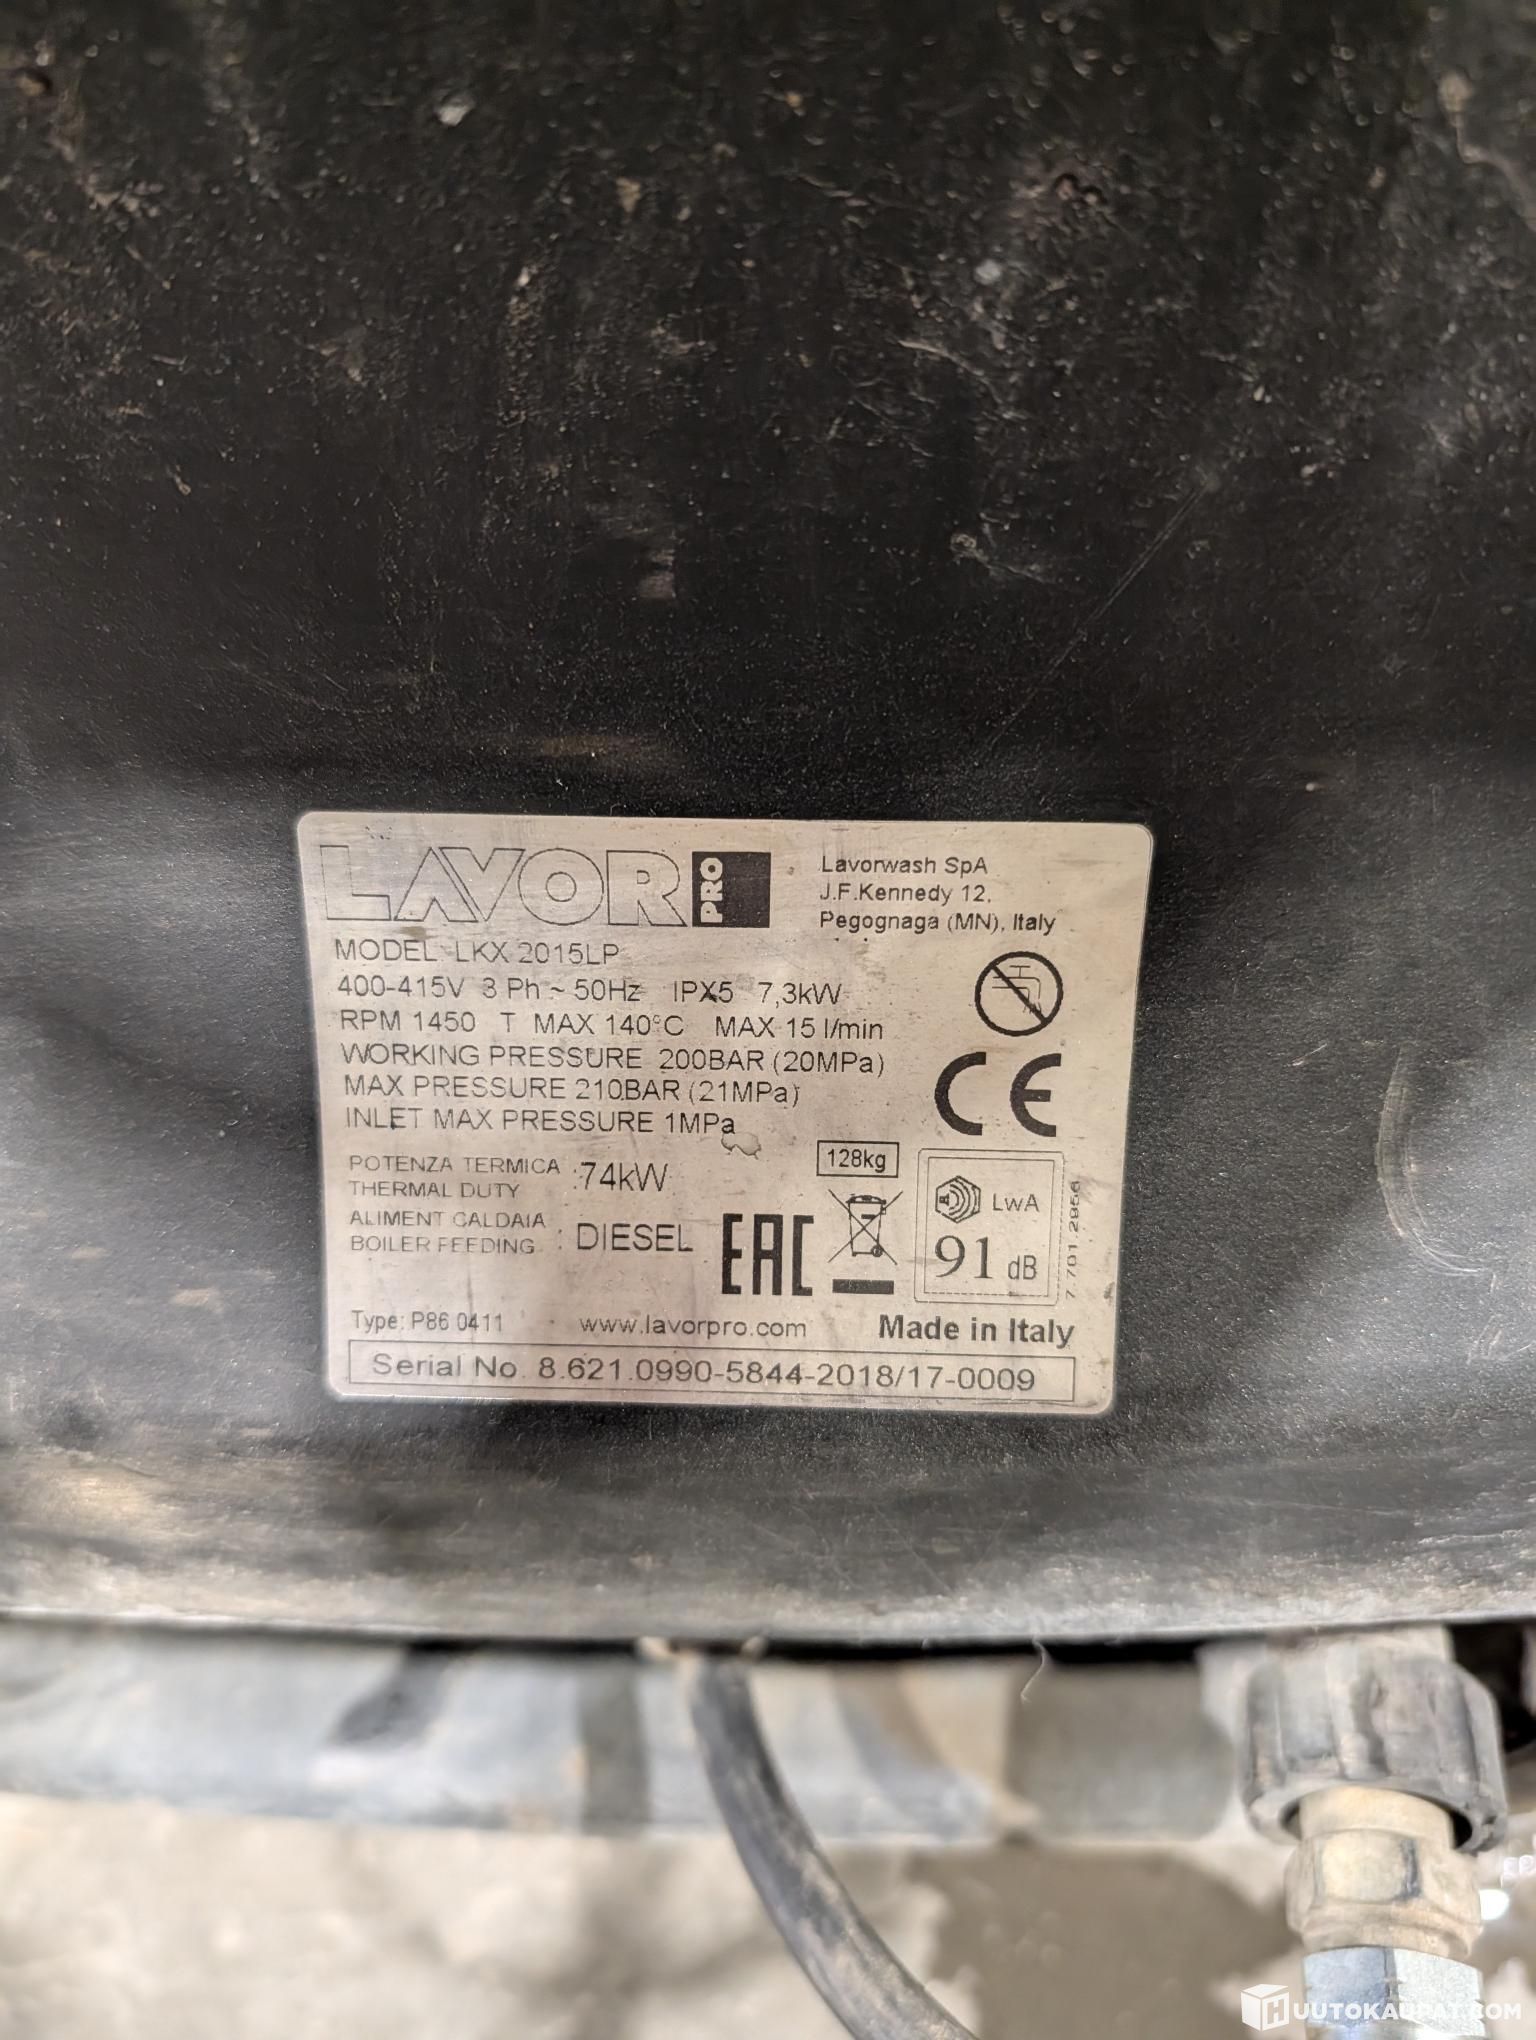 LAVOR PRO
Lavorwash SpA
J.F.Kennedy 12,
Pegognaga (MN), Italy
MODEL LKX 2015LP
400-415V 3 Ph ~ 50Hz IPX5 7,3kW
RPM 1450 T MAX 140°C MAX 15 l/min
WORKING PRESSURE 200BAR (20MPa)
MAX PRESSURE 210BAR (21MPa)
INLET MAX PRESSURE 1MPa
CE
POTENZA TERMICA
THERMAL DUTY : 74kW
ALIMENT CALDAIA
BOILER FEEDING : DIESEL
EAC
128kg
LwA
91 dB
7.701.2956
Type: P86 0411
www.lavorpro.com
Made in Italy
Serial No. 8.621.0990-5844-2018/17-0009
HUUTOKAUPAT.COM